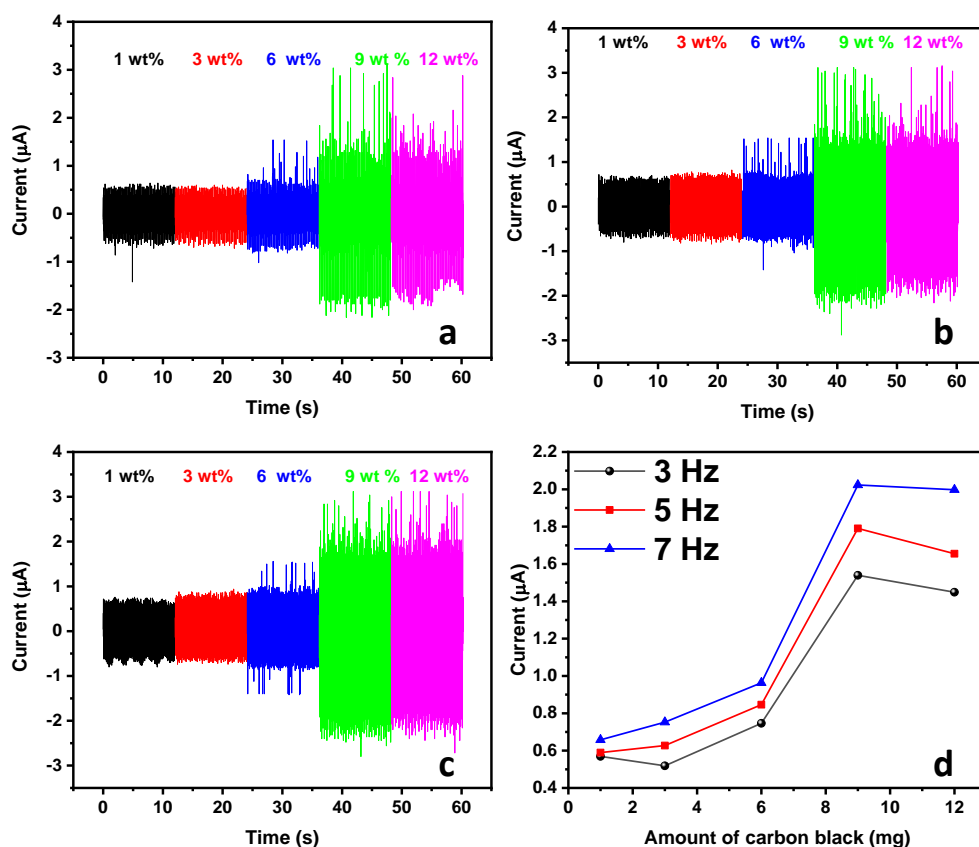 4
3
2
1
0
-1
-2
-3
Current (μA)
1 wt%
3 wt%
6 wt%
9 wt %
12 wt%
a
0
10
20
30
40
50
60
Time (s)
4
3
2
1
0
-1
-2
-3
Current (μA)
1 wt%
3 wt%
6 wt%
9 wt %
12 wt%
b
0
10
20
30
40
50
60
Time (s)
4
3
2
1
0
-1
-2
-3
Current (μA)
1 wt%
3 wt%
6 wt%
9 wt %
12 wt%
c
0
10
20
30
40
50
60
Time (s)
2.2
2.0
1.8
1.6
1.4
1.2
1.0
0.8
0.6
0.4
Current (μA)
3 Hz
5 Hz
7 Hz
d
0
2
4
6
8
10
12
Amount of carbon black (mg)